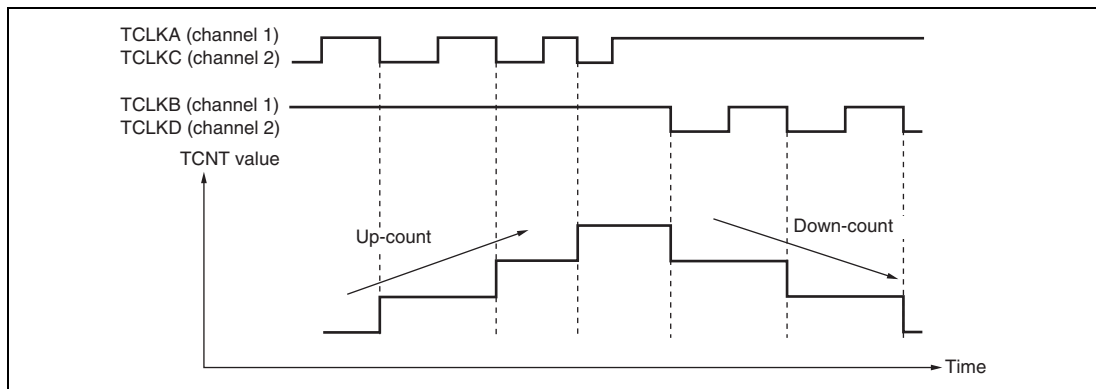 TCLKA (channel 1)
TCLKC (channel 2)
TCLKB (channel 1)
TCLKD (channel 2)
TCNT value
Up-count
Down-count
Time